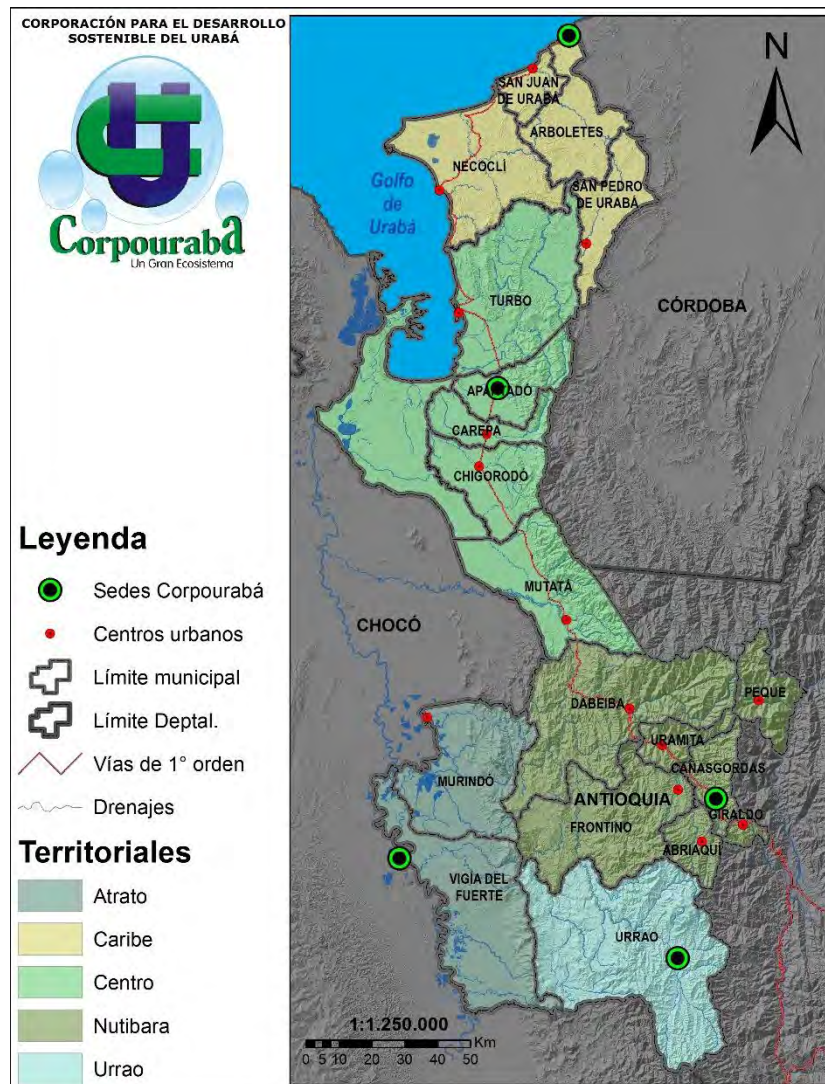 CORPORACIÓN PARA EL DESARROLLO
SOSTENIBLE DEL URABÁ
Corpourabá
Un Gran Ecosistema
N
SAN JUAN
DE URABÁ
ARBOLETES
NECOCLÍ
SAN PEDRO
DE URABÁ
Golfo
de
Urabá
TURBO
CÓRDOBA
APARTADÓ
CAREPA
CHIGORODÓ
MUTATÁ
CHOCÓ
DABEIBA
PEQUE
URAMITA
CAÑASGORDAS
MURINDÓ
ANTIOQUIA
GIRALDO
FRONTINO
ABRIAQUÍ
VIGÍA DEL
FUERTE
URRAO
Leyenda
Sedes Corpourabá
Centros urbanos
Límite municipal
Límite Deptal.
Vías de 1° orden
Drenajes
Territoriales
Atrato
Caribe
Centro
Nutibara
Urrao
1:1.250.000
Km
0 5 10 20 30 40 50